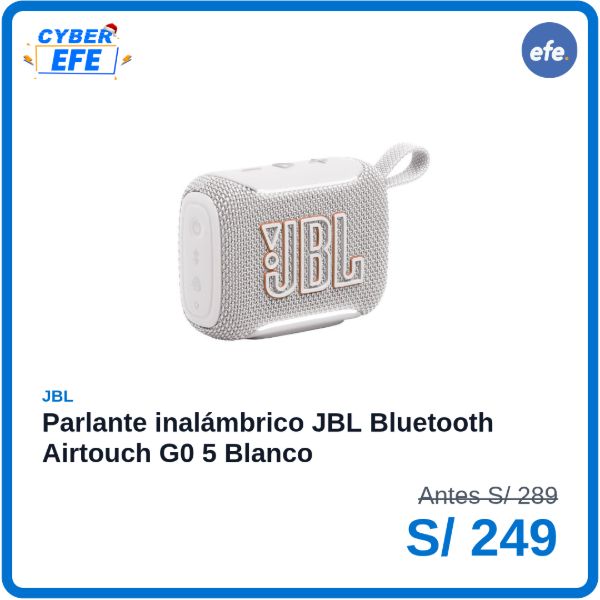 CYBER
EFE
efe.
JBL
JBL
Parlante inalámbrico JBL Bluetooth
Airtouch G0 5 Blanco
Antes S/ 289
S/ 249